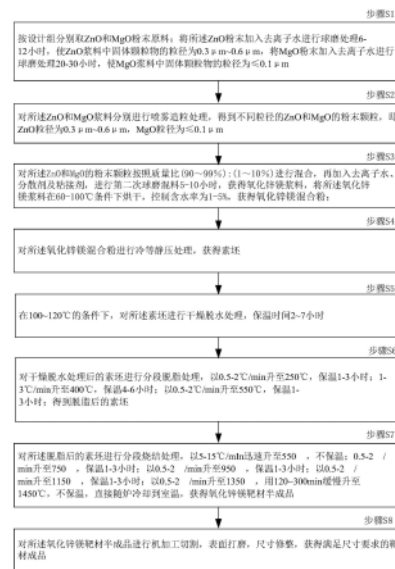 步骤S1
按设计组分别取ZnO和MgO粉末原料；将所述ZnO粉末加入去离子水进行球磨处理6-
12小时，使ZnO浆料中固体颗粒物的粒径为0.3μm~0.6μm，将MgO粉末加入去离子水进行
球磨处理20-30小时，使MgO浆料中固体颗粒物的粒径为≤0.1μm
步骤S2
对所述ZnO和MgO浆料分别进行喷雾造粒处理，得到不同粒径的ZnO和MgO的粉末颗粒，即
ZnO粒径为0.3μm~0.6μm，MgO粒径为≤0.1μm
步骤S3
对所述ZnO和MgO的粉末颗粒按照质量比(90~99%):(1~10%)进行混合，再加入去离子水、
分散剂及粘接剂，进行第二次球磨混料5-10小时，获得氧化锌镁浆料，将所述氧化锌
镁浆料在60-100℃条件下烘干，控制含水率为1-5%，获得氧化锌镁混合粉；
步骤S4
对所述氧化锌镁混合粉进行冷等静压处理，获得素坯
步骤S5
在100~120℃的条件下，对所述素坯进行干燥脱水处理，保温时间2~7小时
步骤S6
对干燥脱水处理后的素坯进行分段脱脂处理，以0.5-2℃/min升至250℃，保温1-3小时；1-
3℃/min升至400℃，保温4-6小时；以0.5-2℃/min升至550℃，保温1-
3小时；得到脱脂后的素坯
步骤S7
对所述脱脂后的素坯进行分段烧结处理，以5-15℃/mIn迅速升至550 ，不保温；0.5-2 /
min升至750 ，保温1-3小时；以0.5-2 /min升至950 ，保温1-3小时；以0.5-2 /
min升至1150 ，保温1-3小时；以0.5-2 /min升至1350 ，用120~300min缓慢升至
1450℃，不保温，直接随炉冷却到室温，获得氧化锌镁靶材半成品
步骤S8
对所述氧化锌镁靶材半成品进行机加工切割，表面打磨，尺寸修整，获得满足尺寸要求的靶
材成品